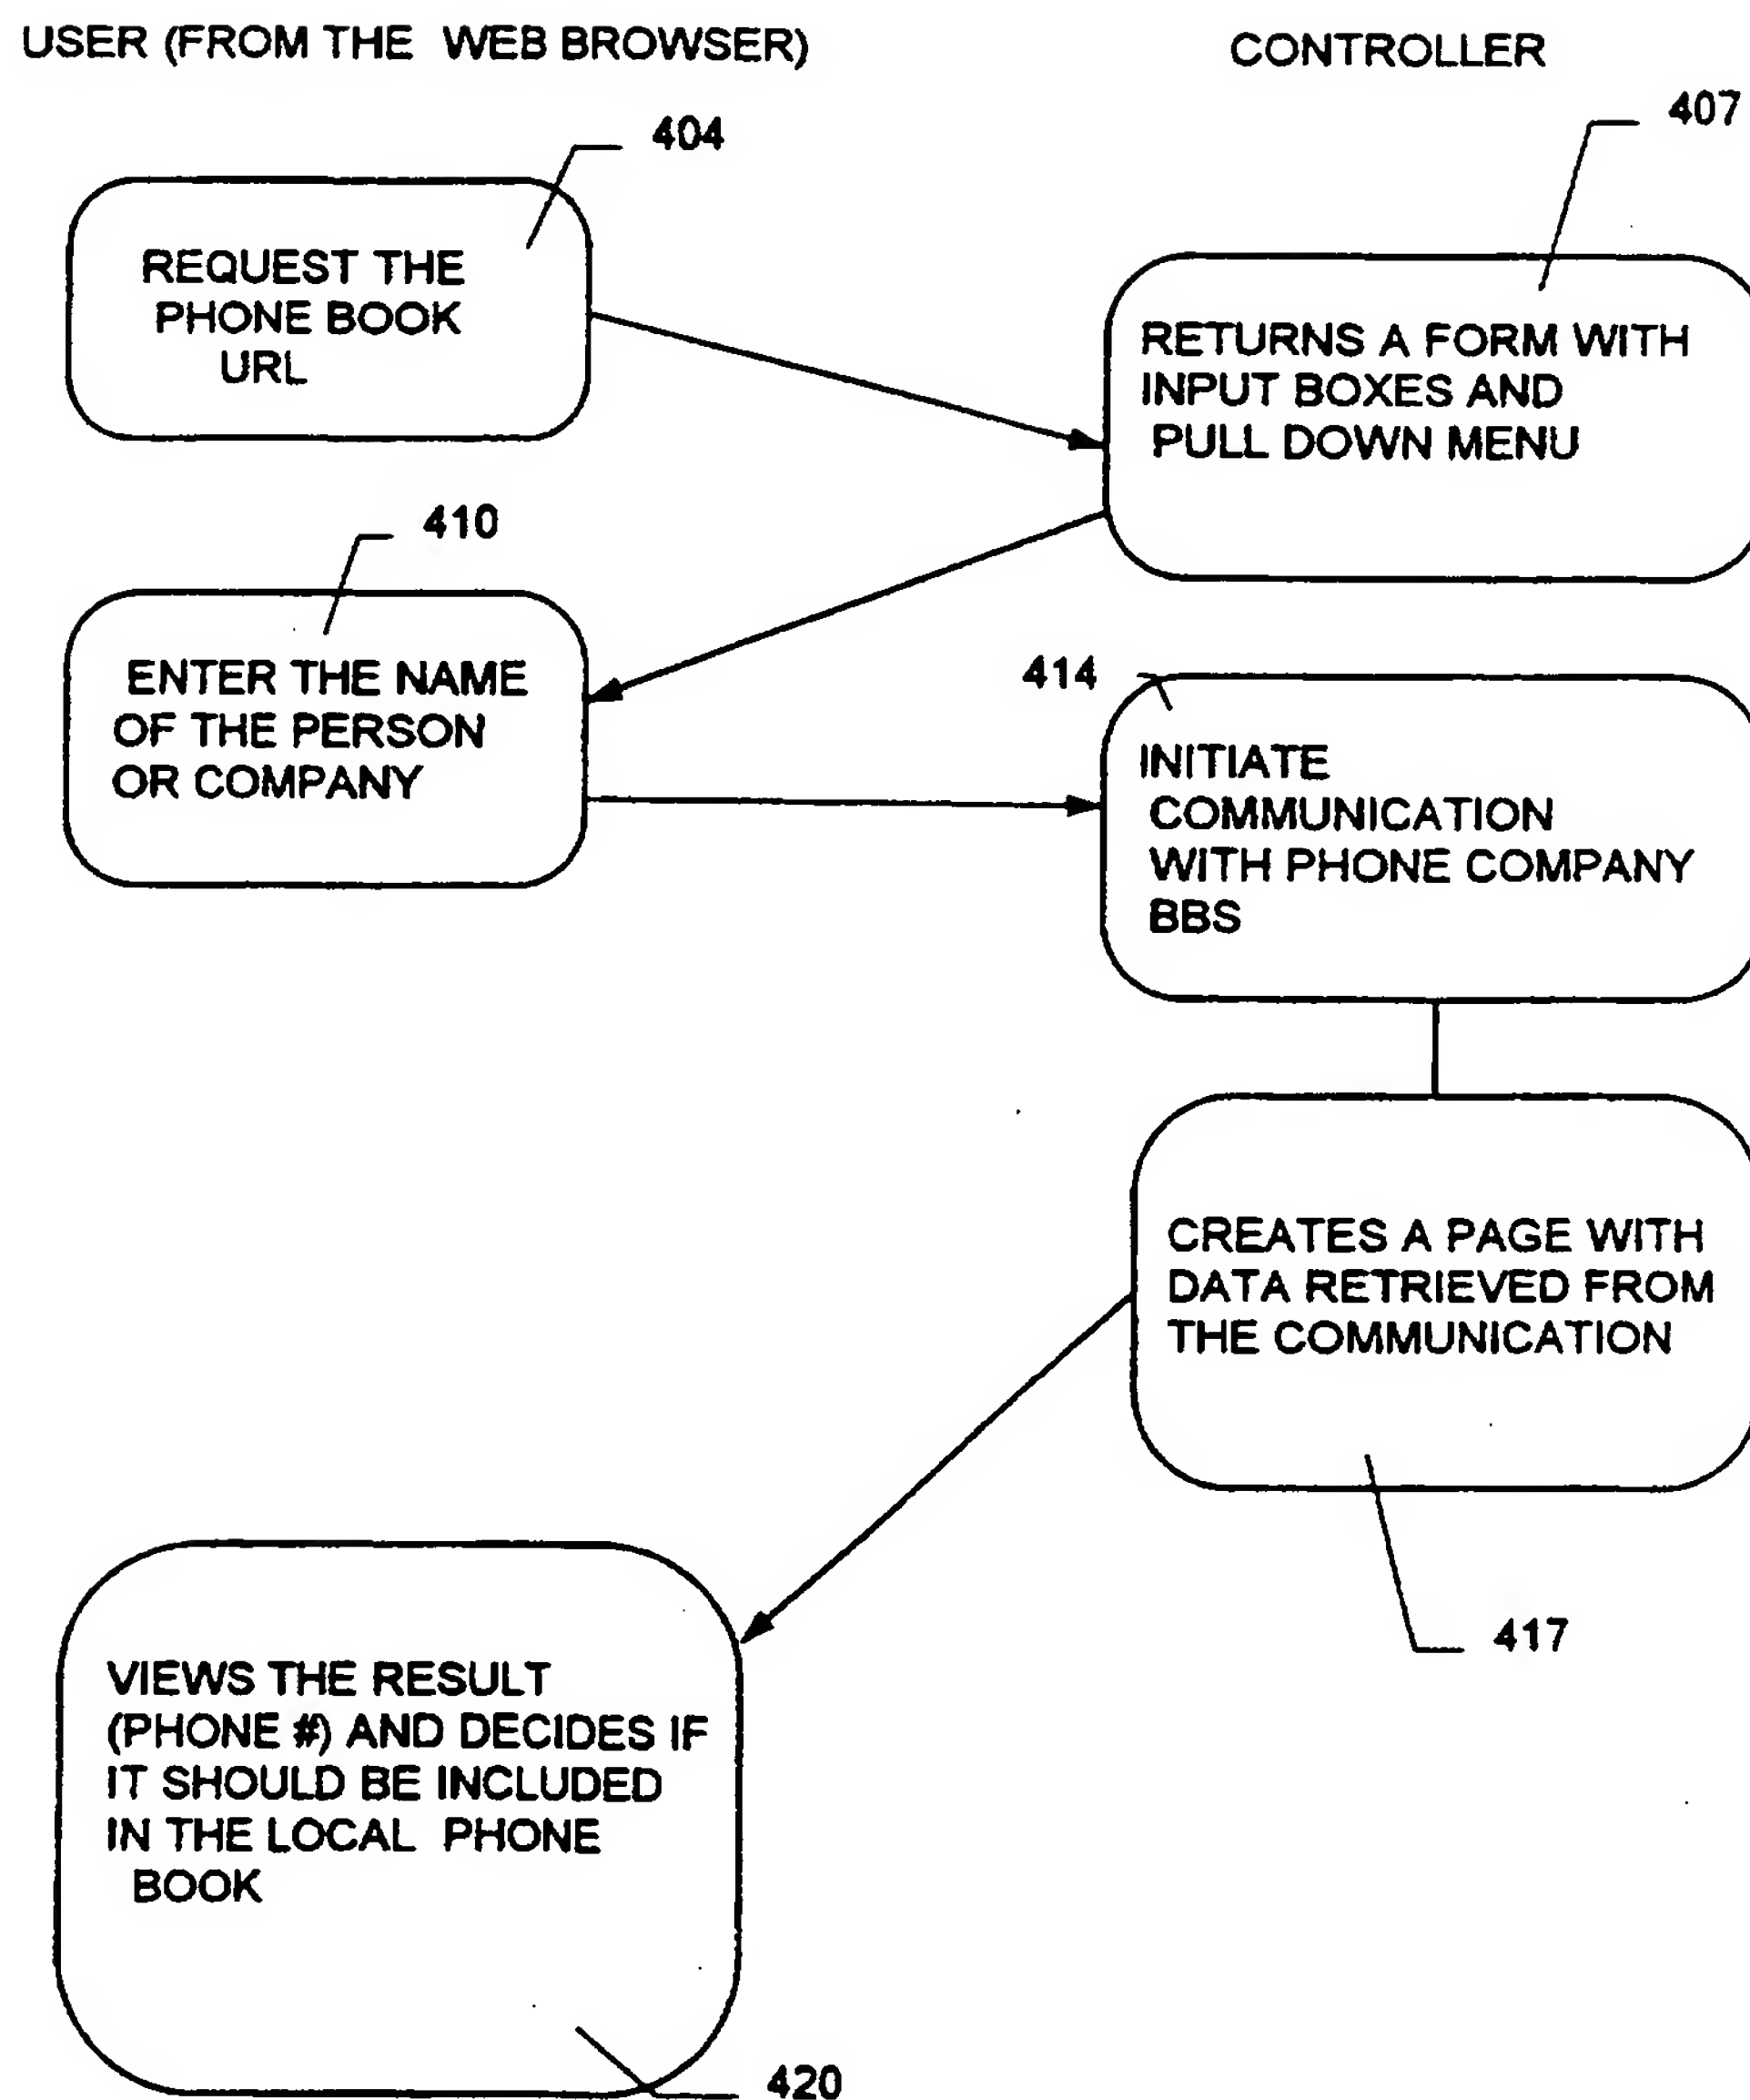 USER (FROM THE WEB BROWSER)
CONTROLLER
404
407
REQUEST THE
PHONE BOOK
URL
RETURNS A FORM WITH
INPUT BOXES AND
PULL DOWN MENU
410
ENTER THE NAME
OF THE PERSON
OR COMPANY
414
INITIATE
COMMUNICATION
WITH PHONE COMPANY
BBS
CREATES A PAGE WITH
DATA RETRIEVED FROM
THE COMMUNICATION
417
VIEWS THE RESULT
(PHONE #) AND DECIDES IF
IT SHOULD BE INCLUDED
IN THE LOCAL PHONE
BOOK
420